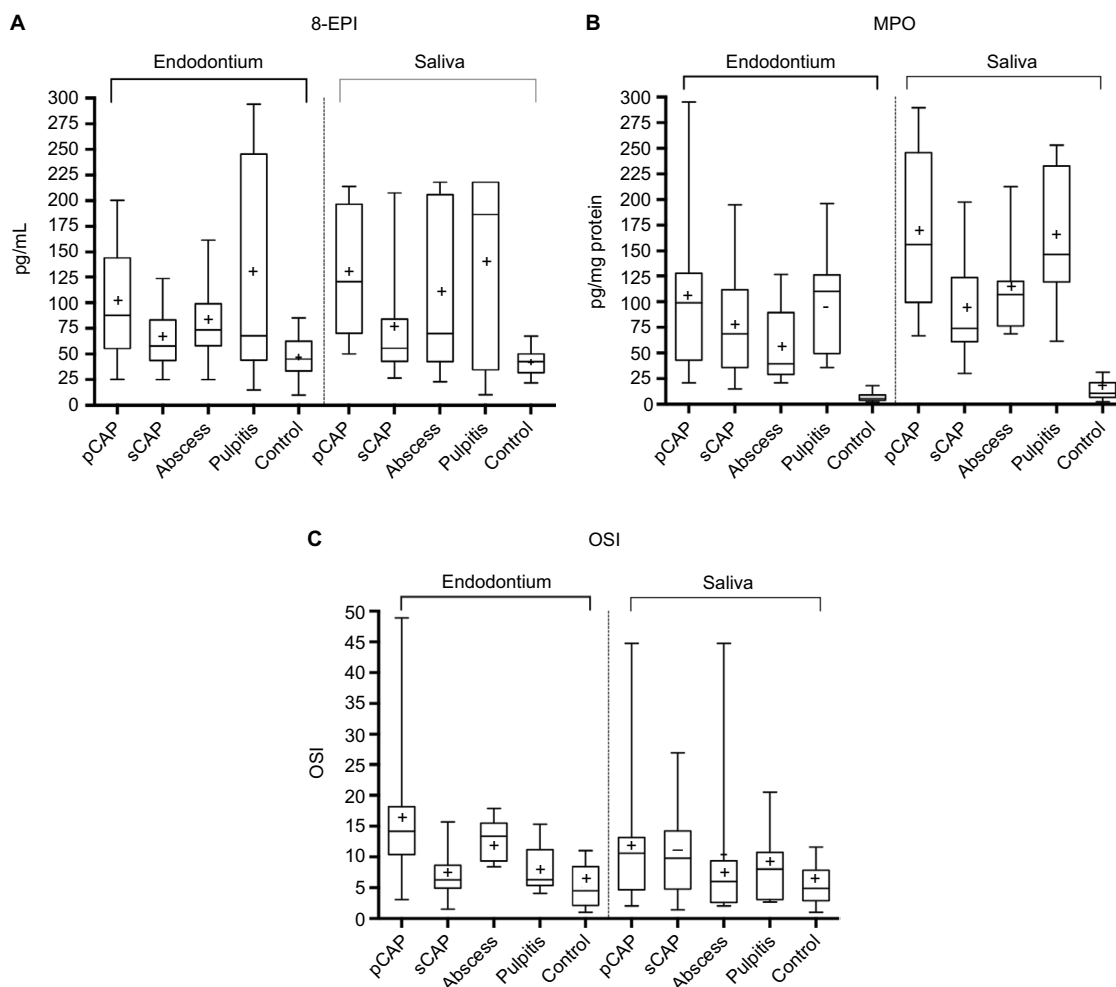 A
8-EPI
Endodontium
Saliva
pg/mL
300
275
250
225
200
175
150
125
100
75
50
25
0
pCAP
sCAP
Abscess
Pulpitis
Control
pCAP
sCAP
Abscess
Pulpitis
Control
B
MPO
Endodontium
Saliva
pg/mg protein
300
275
250
225
200
175
150
125
100
75
50
25
0
pCAP
sCAP
Abscess
Pulpitis
Control
pCAP
sCAP
Abscess
Pulpitis
Control
C
OSI
Endodontium
Saliva
OSI
50
45
40
35
30
25
20
15
10
5
0
pCAP
sCAP
Abscess
Pulpitis
Control
pCAP
sCAP
Abscess
Pulpitis
Control